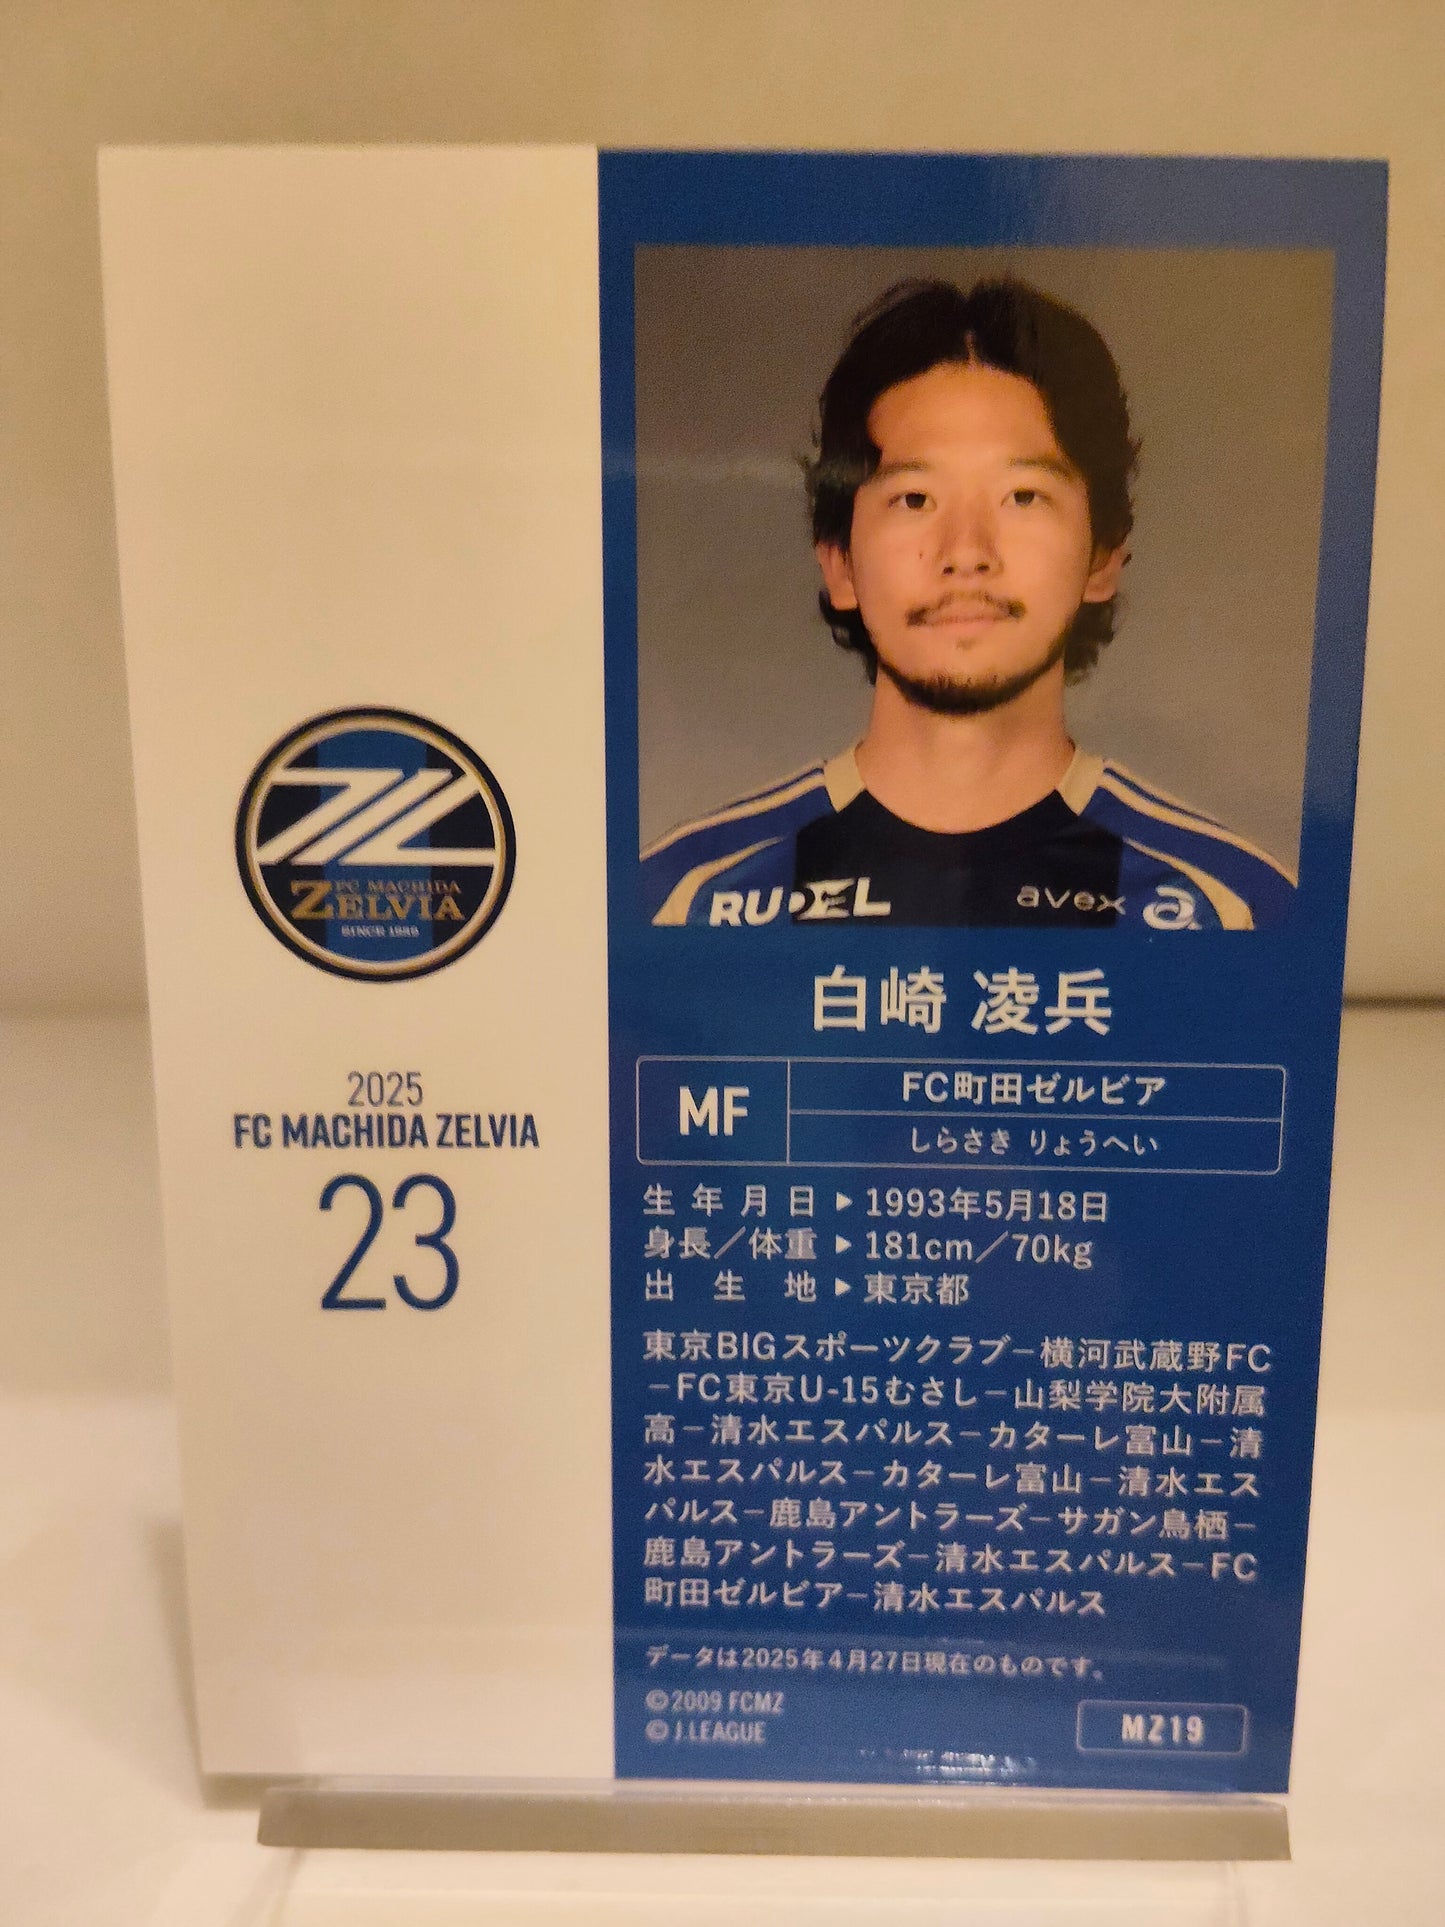 FC MACHIDA
ZELVIA
SINCE 1989
2025
FC MACHIDA ZELVIA
23
RUDEL
avex
a
白崎 凌兵
MF
FC町田ゼルビア
しらさき りょうへい
生年月日▶1993年5月18日
身長／体重▶181cm／70kg
出生地▶東京都
東京BIGスポーツクラブ－横河武蔵野FC
－FC東京U-15むさし－山梨学院大附属
高－清水エスパルス－カターレ富山－清
水エスパルス－カターレ富山－清水エス
パルス－鹿島アントラーズ－サガン鳥栖－
鹿島アントラーズ－清水エスパルス－FC
町田ゼルビア－清水エスパルス
データは2025年4月27日現在のものです。
©2009 FCMZ
© J.LEAGUE
MZ19